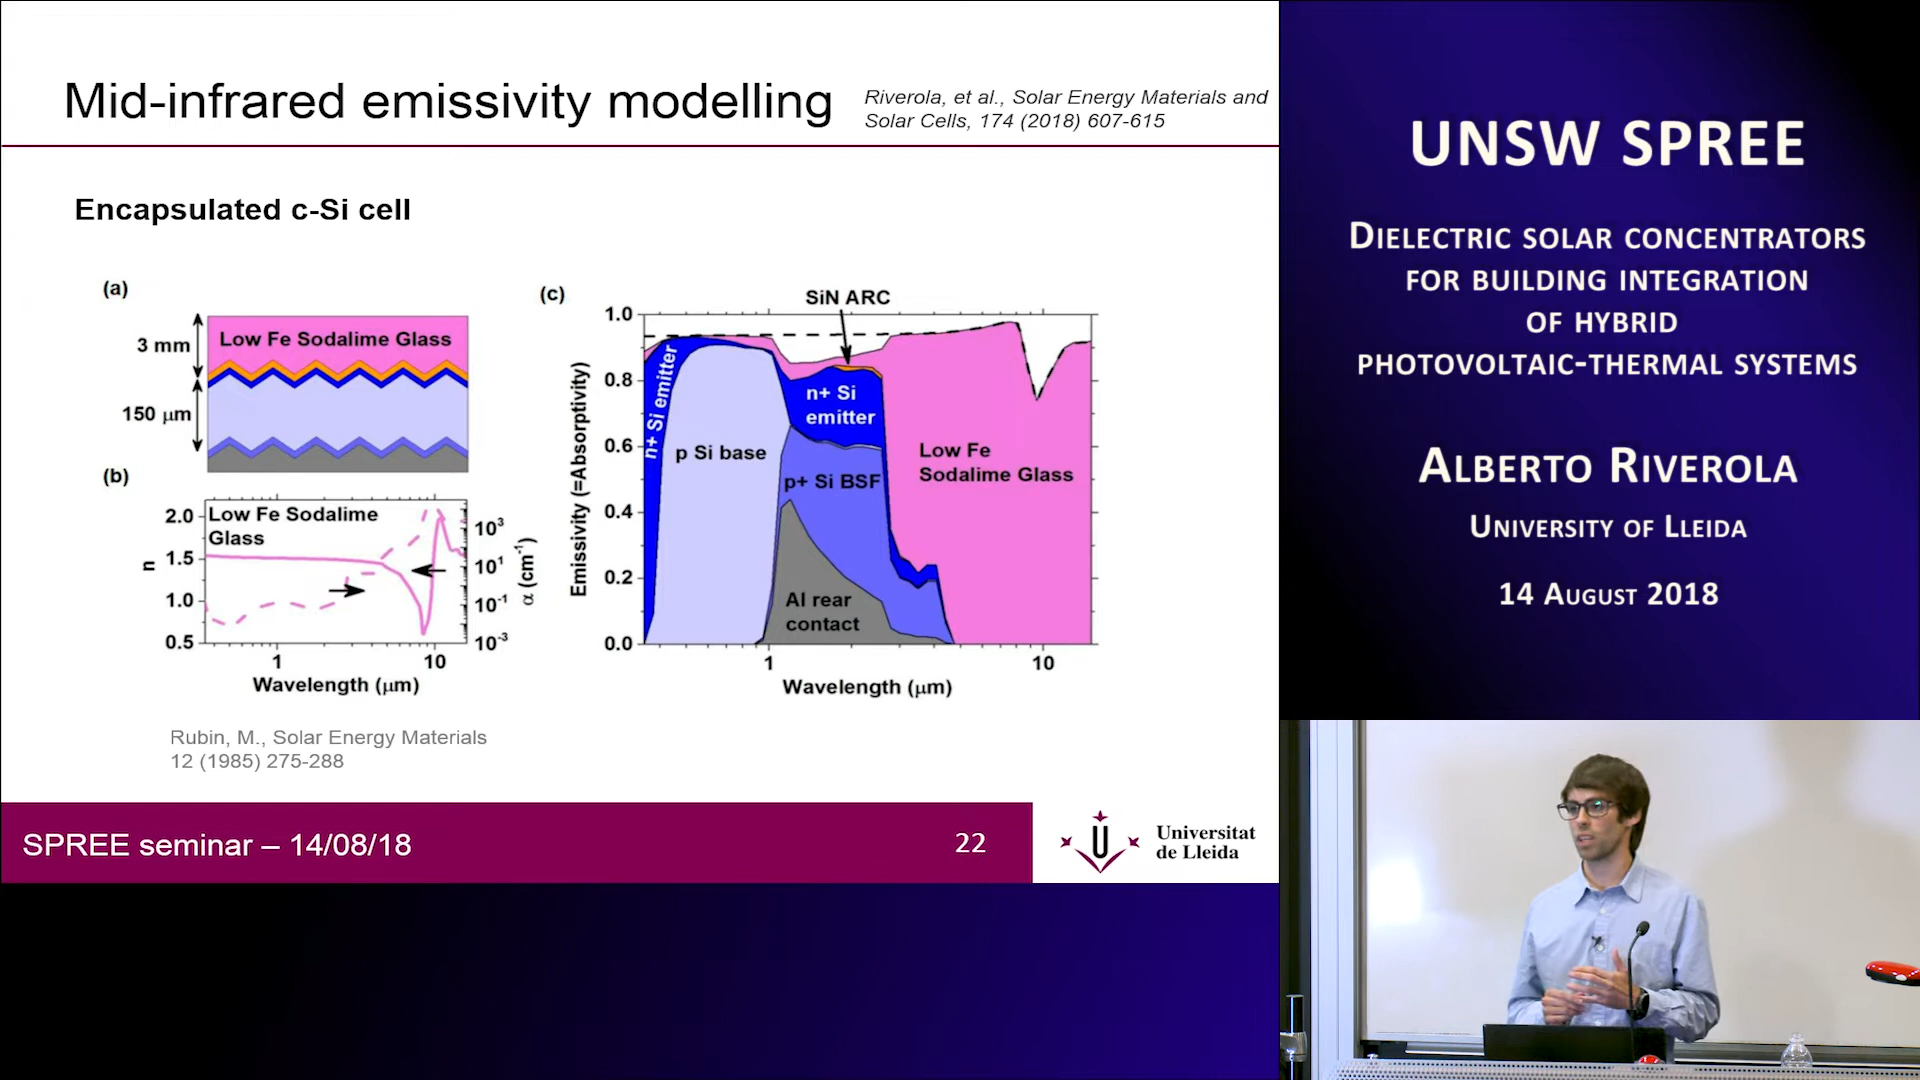 Mid-infrared emissivity modelling
Riverola, et al., Solar Energy Materials and
Solar Cells, 174 (2018) 607-615
Encapsulated c-Si cell
(a)
3 mm
Low Fe Sodalime Glass
150 μm
(b)
Low Fe Sodalime
Glass
n
2.0
1.5
1.0
0.5
10³
10¹
10⁻¹
10⁻³
α (cm⁻¹)
1
10
Wavelength (μm)
(c)
SiN ARC
Emissivity (=Absorptivity)
1.0
0.8
0.6
0.4
0.2
0.0
n+ Si emitter
p Si base
n+ Si
emitter
p+ Si BSF
Al rear
contact
Low Fe
Sodalime Glass
1
10
Wavelength (μm)
Rubin, M., Solar Energy Materials
12 (1985) 275-288
SPREE seminar – 14/08/18
22
U
Universitat
de Lleida
UNSW SPREE
DIELECTRIC SOLAR CONCENTRATORS
FOR BUILDING INTEGRATION
OF HYBRID
PHOTOVOLTAIC-THERMAL SYSTEMS
ALBERTO RIVEROLA
UNIVERSITY OF LLEIDA
14 AUGUST 2018